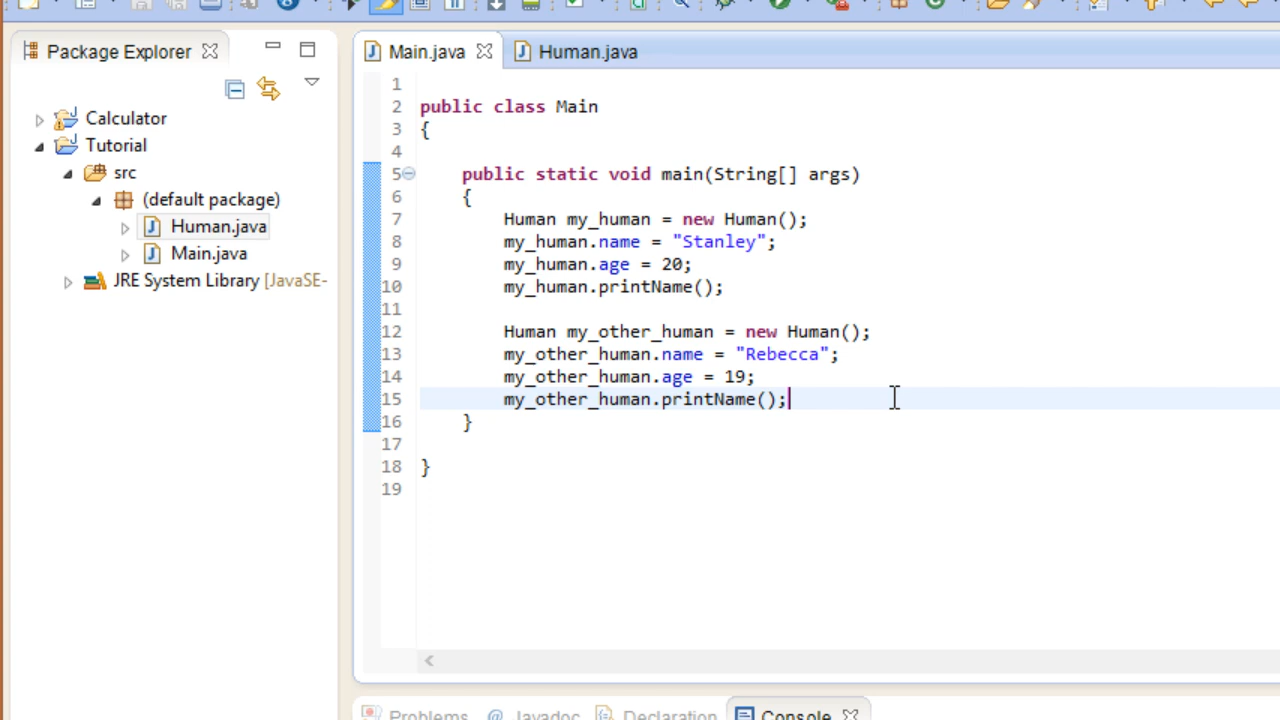 Package Explorer
Calculator
Tutorial
src
(default package)
Human.java
Main.java
JRE System Library [JavaSE-
Main.java
Human.java
1
2 public class Main
3 {
4
5 public static void main(String[] args)
6 {
7 Human my_human = new Human();
8 my_human.name = "Stanley";
9 my_human.age = 20;
10 my_human.printName();
11
12 Human my_other_human = new Human();
13 my_other_human.name = "Rebecca";
14 my_other_human.age = 19;
15 my_other_human.printName();
16 }
17
18 }
19
Problems @ Javadoc Declaration Console